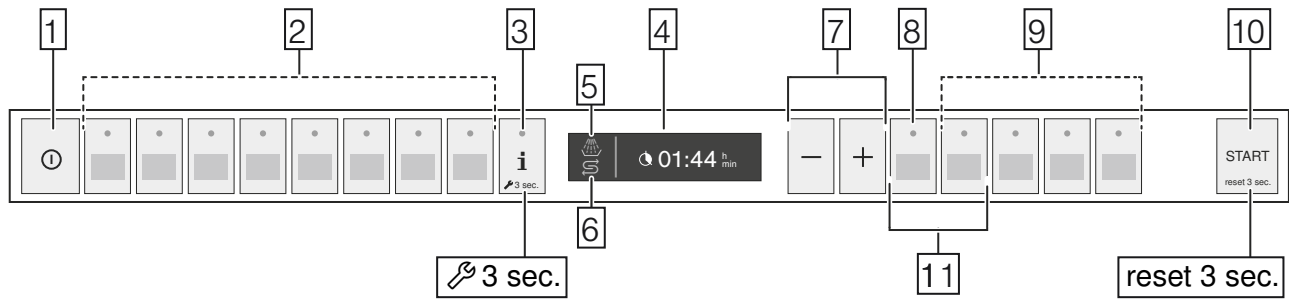 1 2 3 4 7 8 9 10
5
i 01:44 h min − + START
3 sec. reset 3 sec.
6
3 sec. 11 reset 3 sec.